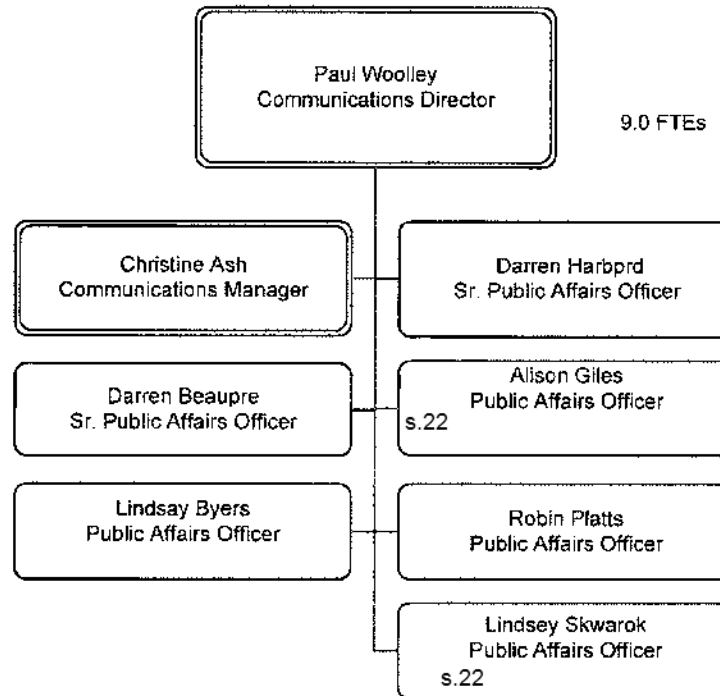 Paul Woolley
Communications Director
9.0 FTEs
Christine Ash
Communications Manager
Darren Harbprd
Sr. Public Affairs Officer
Darren Beaupre
Sr. Public Affairs Officer
Alison Giles
Public Affairs Officer
s.22
Lindsay Byers
Public Affairs Officer
Robin Platts
Public Affairs Officer
Lindsey Skwarok
Public Affairs Officer
s.22